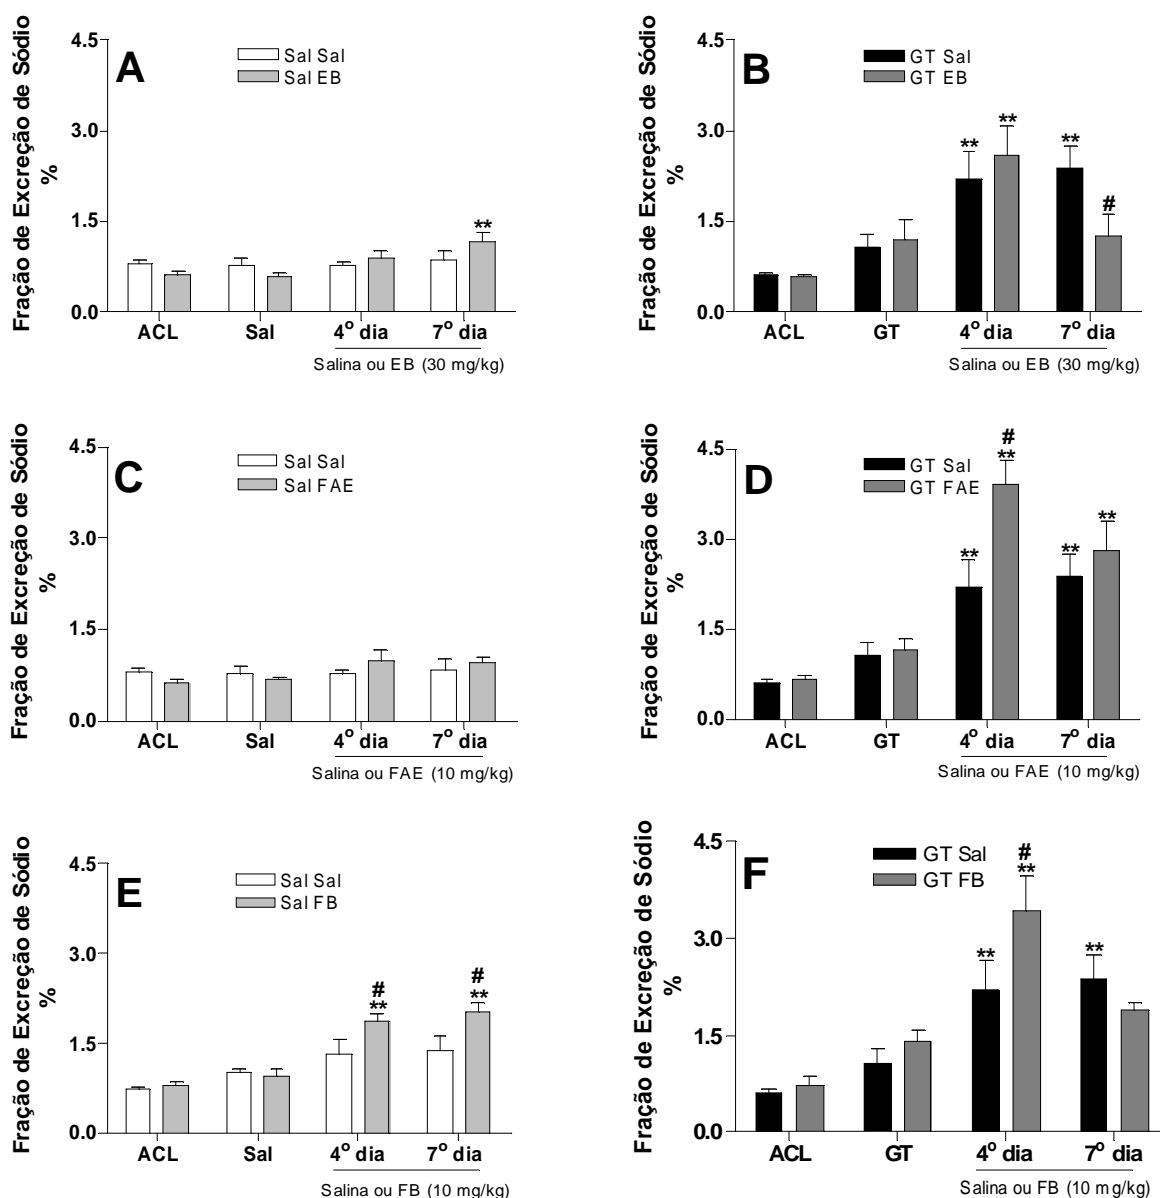 A
Sal Sal
Sal EB
Fração de Excreção de Sódio
%
4.5
3.0
1.5
0.0
**
ACL Sal 4º dia 7º dia
Salina ou EB (30 mg/kg)
B
GT Sal
GT EB
Fração de Excreção de Sódio
%
4.5
3.0
1.5
0.0
** ** ** #
ACL GT 4º dia 7º dia
Salina ou EB (30 mg/kg)
C
Sal Sal
Sal FAE
Fração de Excreção de Sódio
%
4.5
3.0
1.5
0.0
ACL Sal 4º dia 7º dia
Salina ou FAE (10 mg/kg)
D
GT Sal
GT FAE
Fração de Excreção de Sódio
%
4.5
3.0
1.5
0.0
#
** ** ** **
ACL GT 4º dia 7º dia
Salina ou FAE (10 mg/kg)
E
Sal Sal
Sal FB
Fração de Excreção de Sódio
%
4.5
3.0
1.5
0.0
# #
** **
ACL Sal 4º dia 7º dia
Salina ou FB (10 mg/kg)
F
GT Sal
GT FB
Fração de Excreção de Sódio
%
4.5
3.0
1.5
0.0
#
** ** **
ACL GT 4º dia 7º dia
Salina ou FB (10 mg/kg)